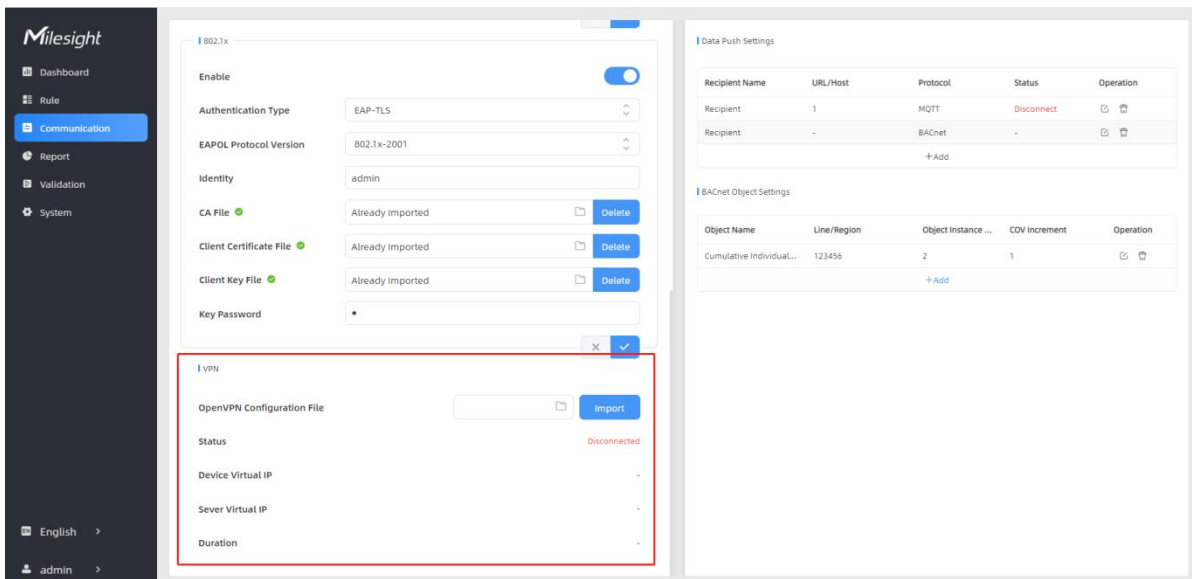 Milesight
Dashboard
Rule
Communication
Report
Validation
System
English >
admin >
802.1x
Enable
Authentication Type EAP-TLS
EAPOL Protocol Version 802.1x-2001
Identity admin
CA File Already Imported Delete
Client Certificate File Already Imported Delete
Client Key File Already Imported Delete
Key Password •
VPN
OpenVPN Configuration File Import
Status Disconnected
Device Virtual IP -
Sever Virtual IP -
Duration -
Data Push Settings
Recipient Name URL/Host Protocol Status Operation
Recipient 1 MQTT Disconnect
Recipient - BACnet -
+Add
BACnet Object Settings
Object Name Line/Region Object Instance ... COV Increment Operation
Cumulative Individual... 123456 2 1
+Add